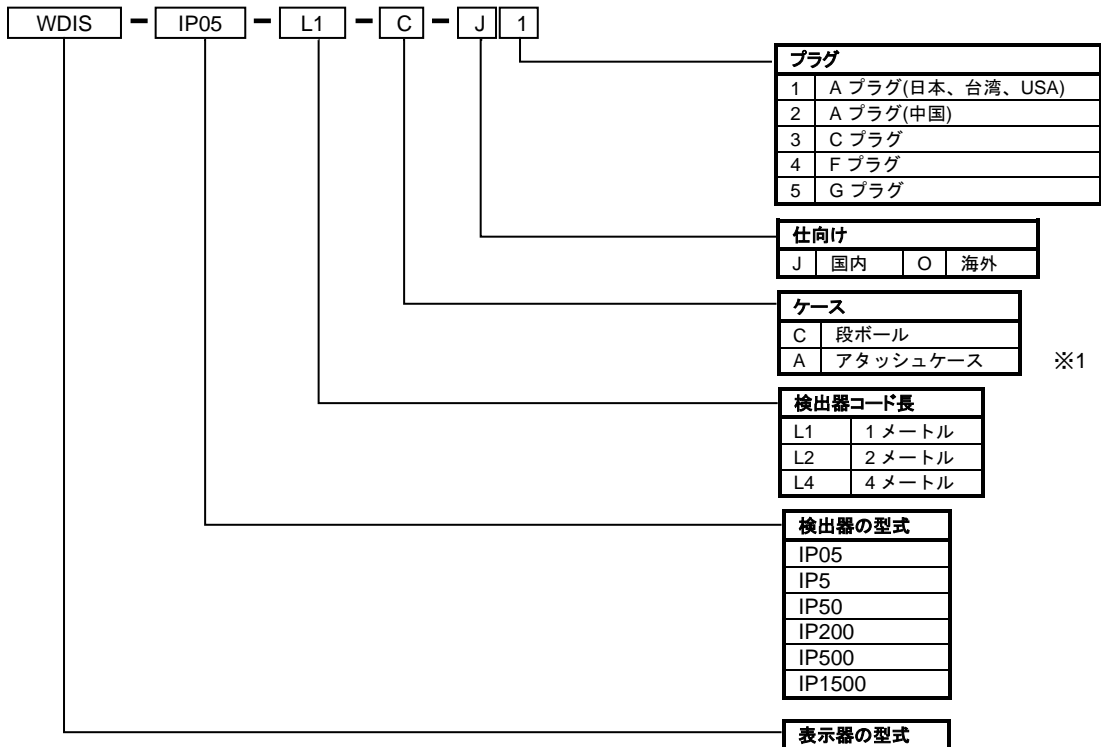 WDIS － IP05 － L1 － C － J 1
プラグ
1 A プラグ(日本、台湾、USA)
2 A プラグ(中国)
3 C プラグ
4 F プラグ
5 G プラグ
仕向け
J 国内 O 海外
ケース
C 段ボール
A アタッシュケース ※1
検出器コード長
L1 1 メートル
L2 2 メートル
L4 4 メートル
検出器の型式
IP05
IP5
IP50
IP200
IP500
IP1500
表示器の型式